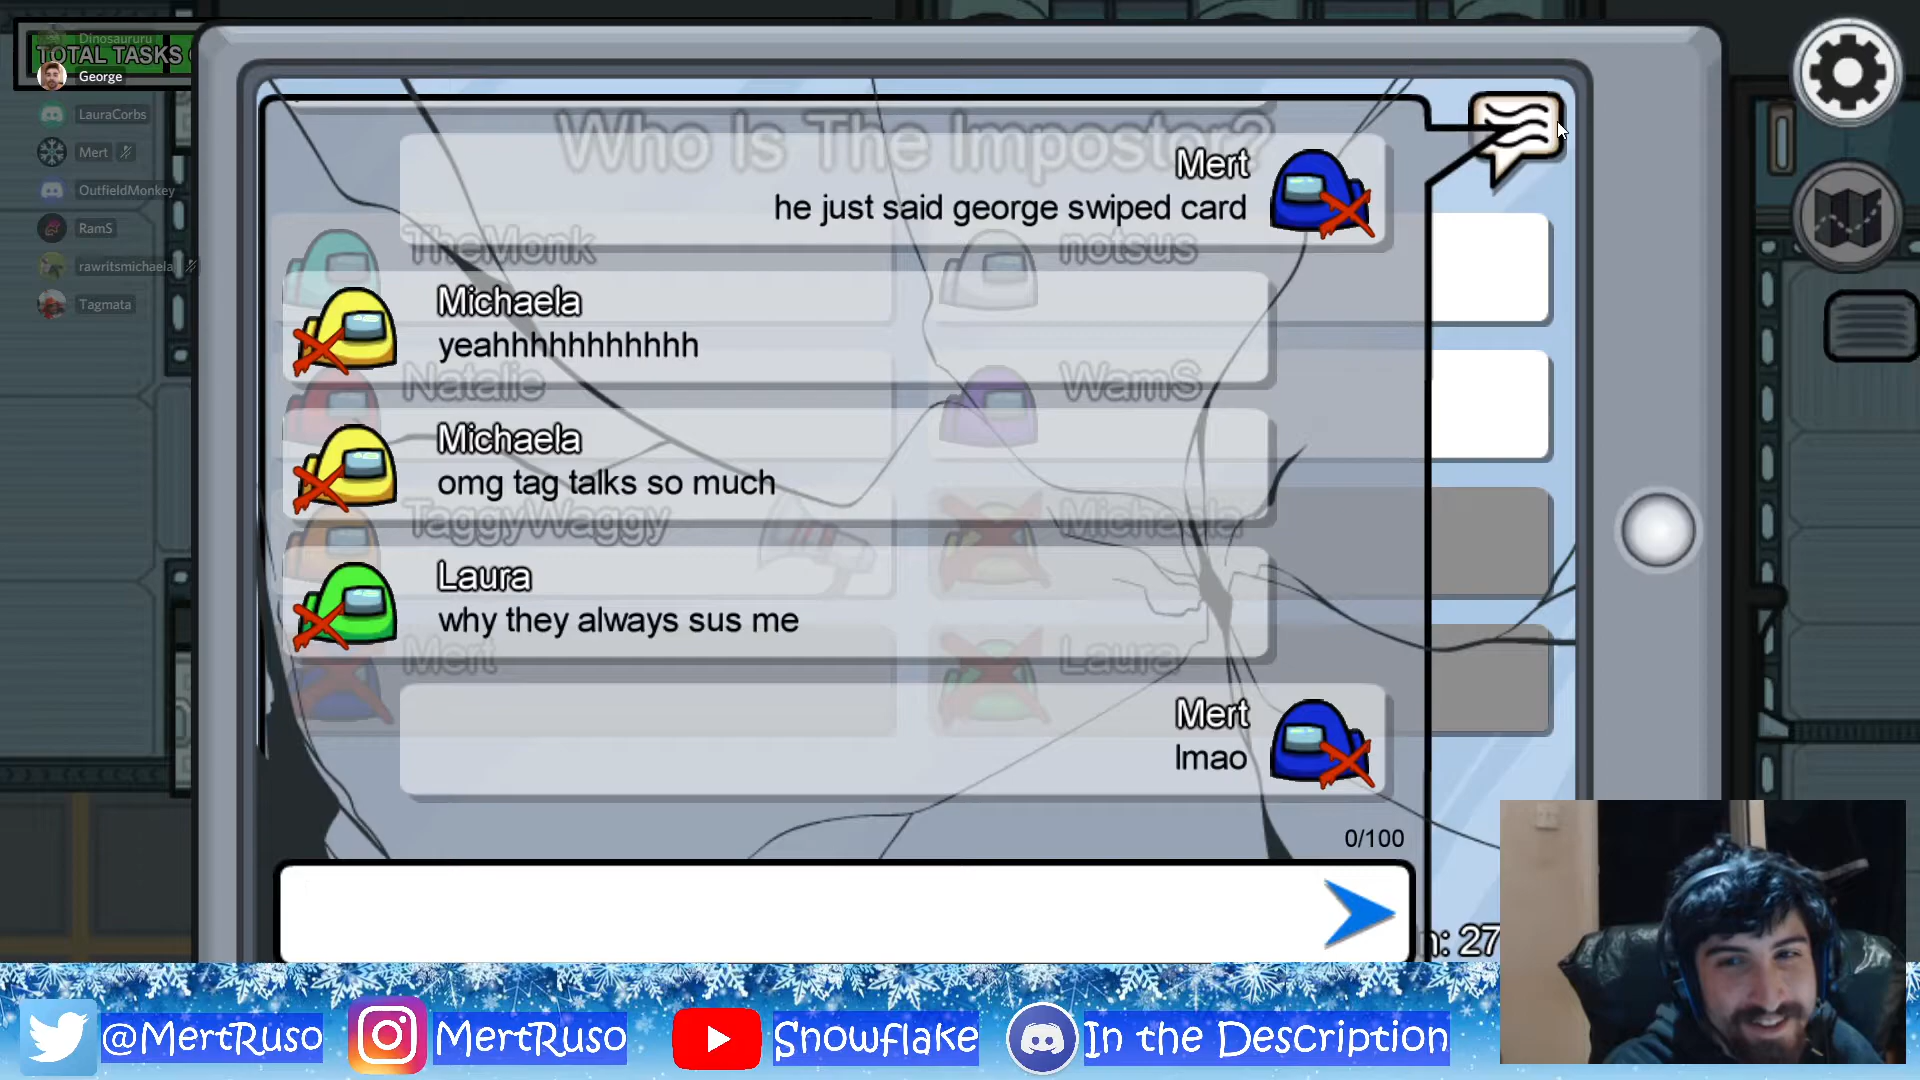 Dinosaururu
TOTAL TASKS
George
LauraCorbs
Mert
OutfieldMonkey
RamS
rawritsmichaela
Tagmata
Who Is The Impostor?
Mert
he just said george swiped card
TheMonk
notsus
Michaela
yeahhhhhhhhhhh
Natalie
WamS
Michaela
omg tag talks so much
TaggyWaggy
Michaela
Laura
why they always sus me
Mert
Laura
Mert
lmao
0/100
n: 27
@MertRuso
MertRuso
Snowflake
In the Description